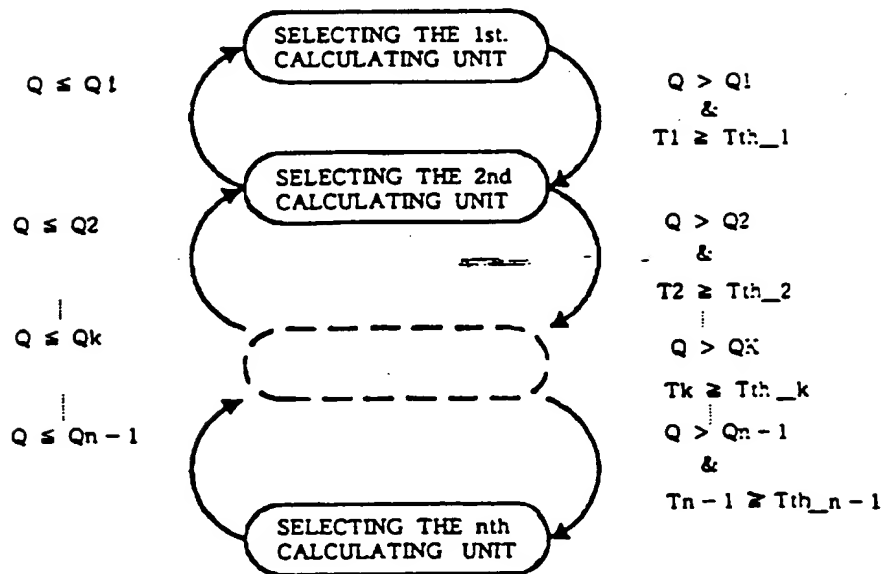 SELECTING THE 1st.
CALCULATING UNIT
Q ≤ Q1
Q > Q1
&
T1 ≧ Tth_1
SELECTING THE 2nd
CALCULATING UNIT
Q ≤ Q2
Q > Q2
&
T2 ≧ Tth_2
Q ≤ Qk
Q > QK
Tk ≧ Tth_k
Q ≤ Qn-1
Q > Qn-1
&
Tn-1 ≧ Tth_n-1
SELECTING THE nth
CALCULATING UNIT